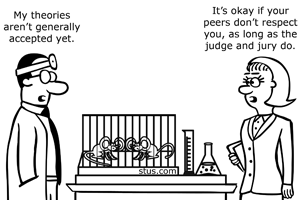 My theories
aren't generally
accepted yet.
It's okay if your
peers don't respect
you, as long as the
judge and jury do.
stus.com